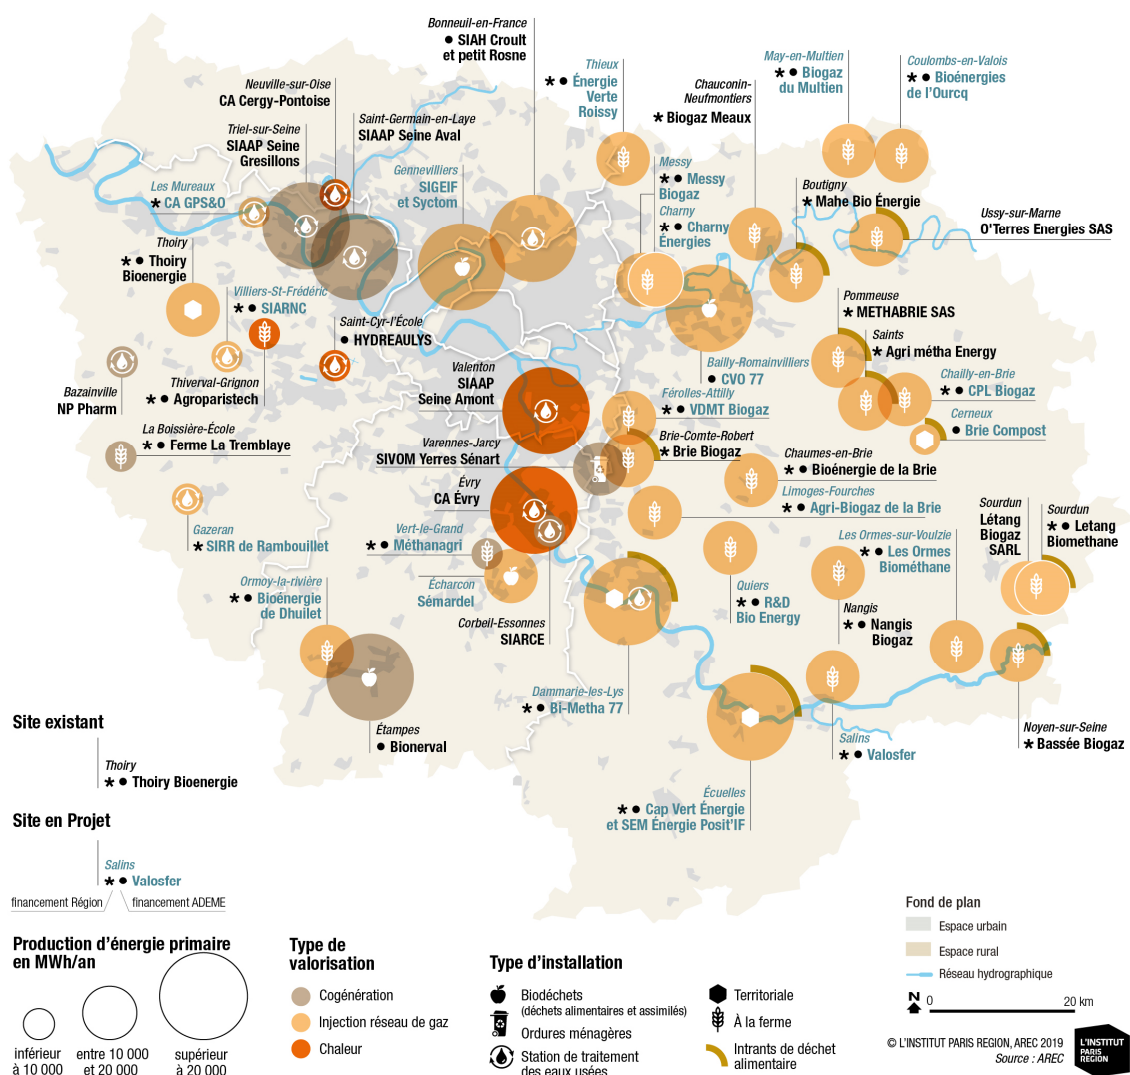 Bonneuil-en-France
● SIAH Croult
et petit Rosne
Neuville-sur-Oise
CA Cergy-Pontoise
Triel-sur-Seine
SIAAP Seine
Gresillons
Saint-Germain-en-Laye
SIAAP Seine Aval
Gennevilliers
SIGEIF
et Syctom
Thieux
* ● Énergie
Verte
Roissy
Chauconin-
Neufmontiers
* Biogaz Meaux
May-en-Multien
* ● Biogaz
du Multien
Coulombs-en-Valois
* ● Bioénergies
de l'Ourcq
Les Mureaux
* CA GPS&O
Messy
* ● Messy
Biogaz
Charny
* ● Charny
Énergies
Boutigny
* Mahe Bio Énergie
Ussy-sur-Marne
O'Terres Energies SAS
Thoiry
* ● Thoiry
Bioenergie
Villiers-St-Frédéric
* ● SIARNC
Saint-Cyr-l'École
● HYDREAULYS
Pommeuse
* METHABRIE SAS
Saints
* Agri métha Energy
Bazainville
NP Pharm
Thiverval-Grignon
* ● Agroparistech
Valenton
SIAAP
Seine Amont
Bailly-Romainvilliers
● CVO 77
Chailly-en-Brie
* ● CPL Biogaz
Férolles-Attilly
* ● VDMT Biogaz
Cerneux
● Brie Compost
La Boissière-École
* ● Ferme La Tremblaye
Varennes-Jarcy
SIVOM Yerres Sénart
Brie-Comte-Robert
* Brie Biogaz
Chaumes-en-Brie
* ● Bioénergie de la Brie
Évry
CA Évry
Limoges-Fourches
* ● Agri-Biogaz de la Brie
Sourdun
Létang
Biogaz
SARL
Sourdun
* ● Letang
Biomethane
Gazeran
* SIRR de Rambouillet
Vert-le-Grand
* ● Méthanagri
Les Ormes-sur-Voulzie
* ● Les Ormes
Biométhane
Ormoy-la-rivière
* ● Bioénergie
de Dhuilet
Écharcon
Sémardel
Corbeil-Essonnes
SIARCE
Quiers
* ● R&D
Bio Energy
Nangis
* ● Nangis
Biogaz
Dammarie-les-Lys
* ● Bi-Metha 77
Étampes
● Bionerval
Salins
* ● Valosfer
Noyen-sur-Seine
* Bassée Biogaz
Écuelles
* ● Cap Vert Énergie
et SEM Énergie Posit'IF
Site existant
Thoiry
* ● Thoiry Bioenergie
Site en Projet
Salins
* ● Valosfer
financement Région
financement ADEME
Production d'énergie primaire
en MWh/an
inférieur
à 10 000
entre 10 000
et 20 000
supérieur
à 20 000
Type de
valorisation
Cogénération
Injection réseau de gaz
Chaleur
Type d'installation
Biodéchets
(déchets alimentaires et assimilés)
Ordures ménagères
Station de traitement
des eaux usées
Territoriale
À la ferme
Intrants de déchet
alimentaire
Fond de plan
Espace urbain
Espace rural
Réseau hydrographique
N
0
20 km
© L'INSTITUT PARIS REGION, AREC 2019
Source : AREC
L'INSTITUT
PARIS
REGION